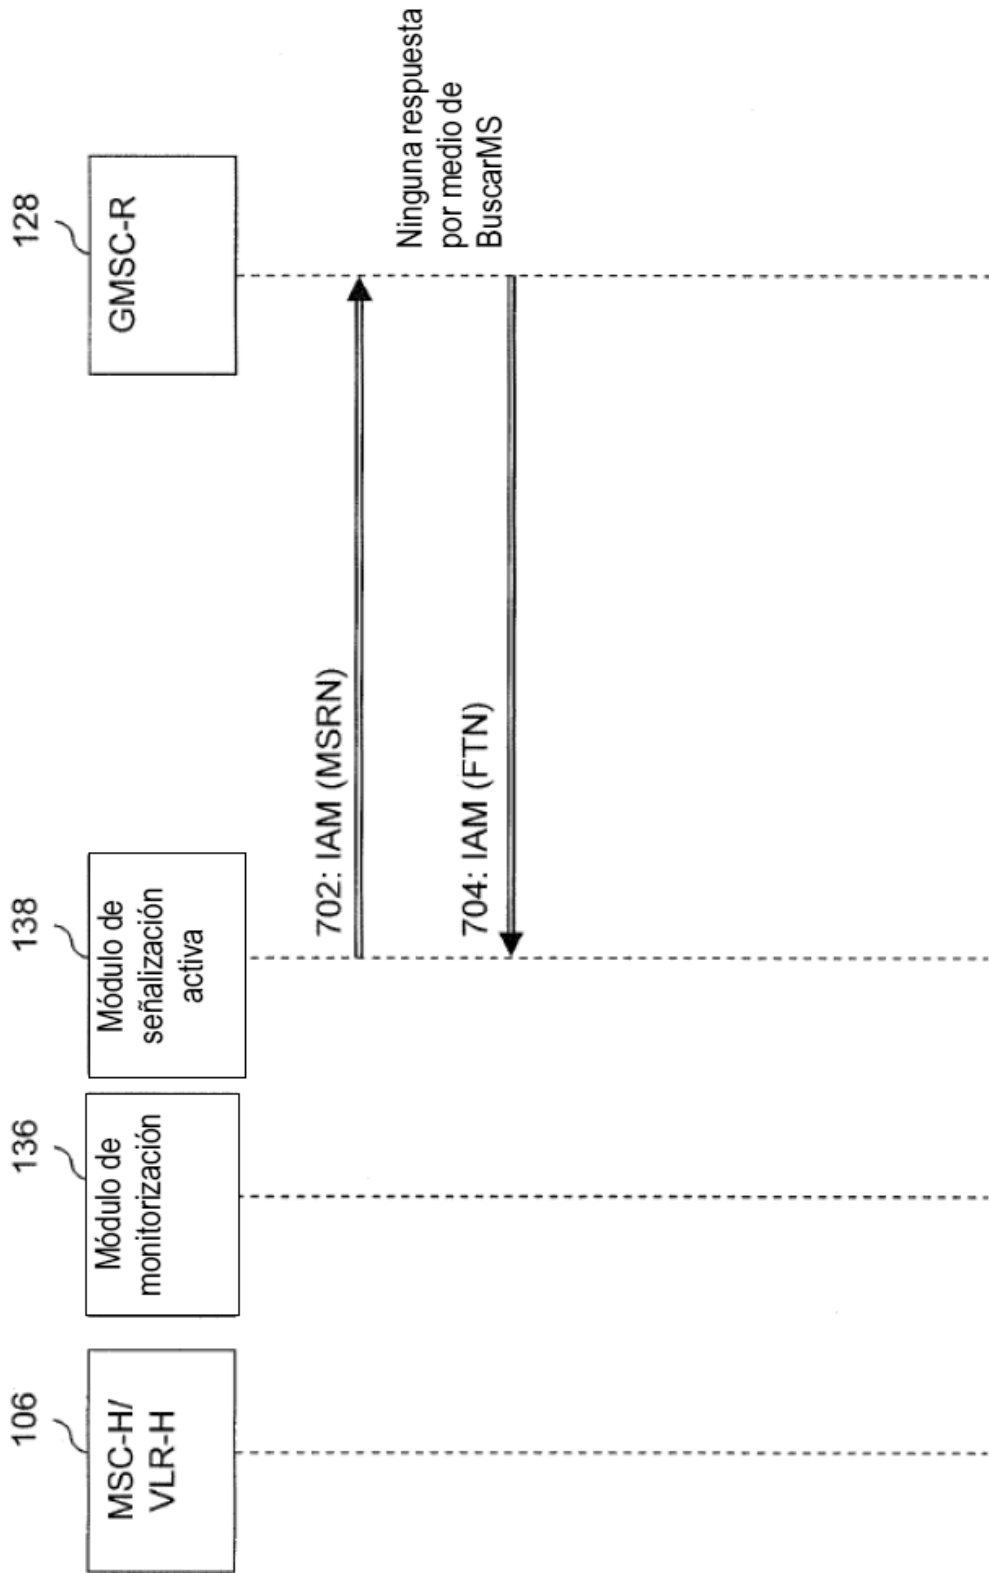 106
MSC-H/
VLR-H
136
Módulo de
monitorización
138
Módulo de
señalización
activa
128
GMSC-R
702: IAM (MSRN)
Ninguna respuesta
por medio de
BuscarMS
704: IAM (FTN)